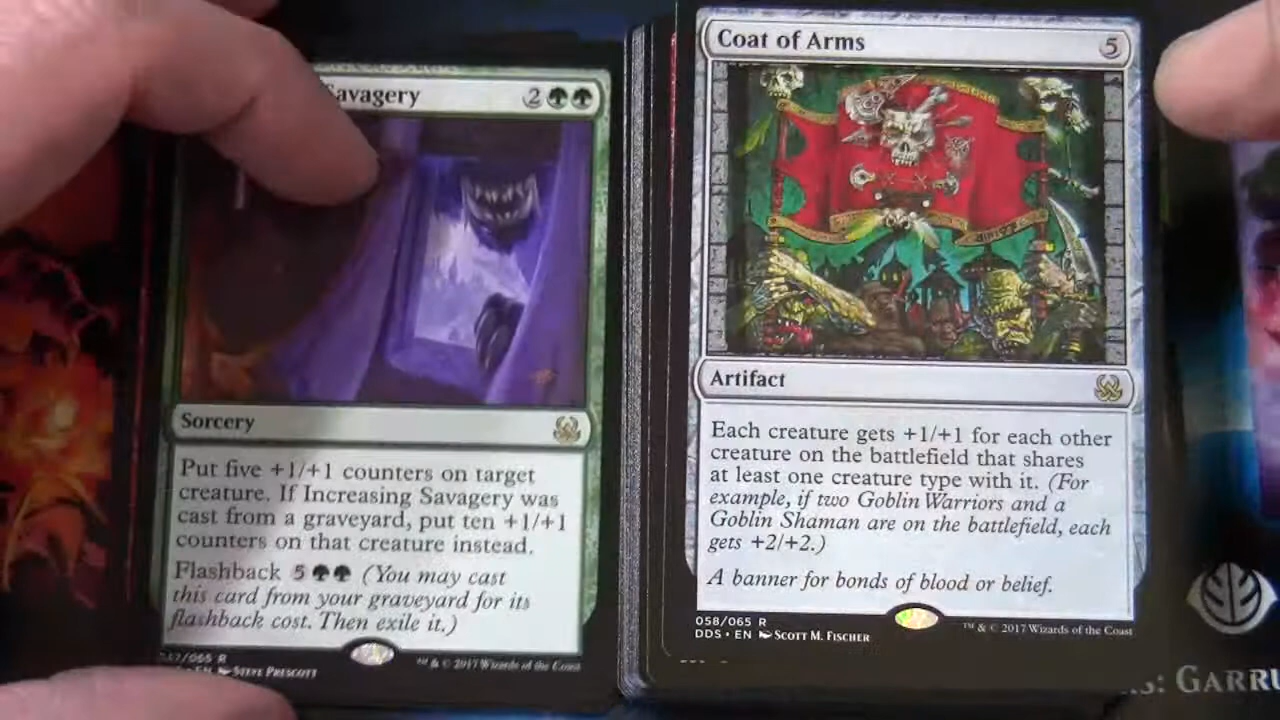 Savagery 2
Sorcery
Put five +1/+1 counters on target
creature. If Increasing Savagery was
cast from a graveyard, put ten +1/+1
counters on that creature instead.
Flashback 5 (You may cast
this card from your graveyard for its
flashback cost. Then exile it.)
/065 R
EN Steve Prescott
™ & © 2017 Wizards of the Coast
Coat of Arms 5
Artifact
Each creature gets +1/+1 for each other
creature on the battlefield that shares
at least one creature type with it. (For
example, if two Goblin Warriors and a
Goblin Shaman are on the battlefield, each
gets +2/+2.)
A banner for bonds of blood or belief.
058/065 R
DDS • EN Scott M. Fischer
™ & © 2017 Wizards of the Coast
: GARRU